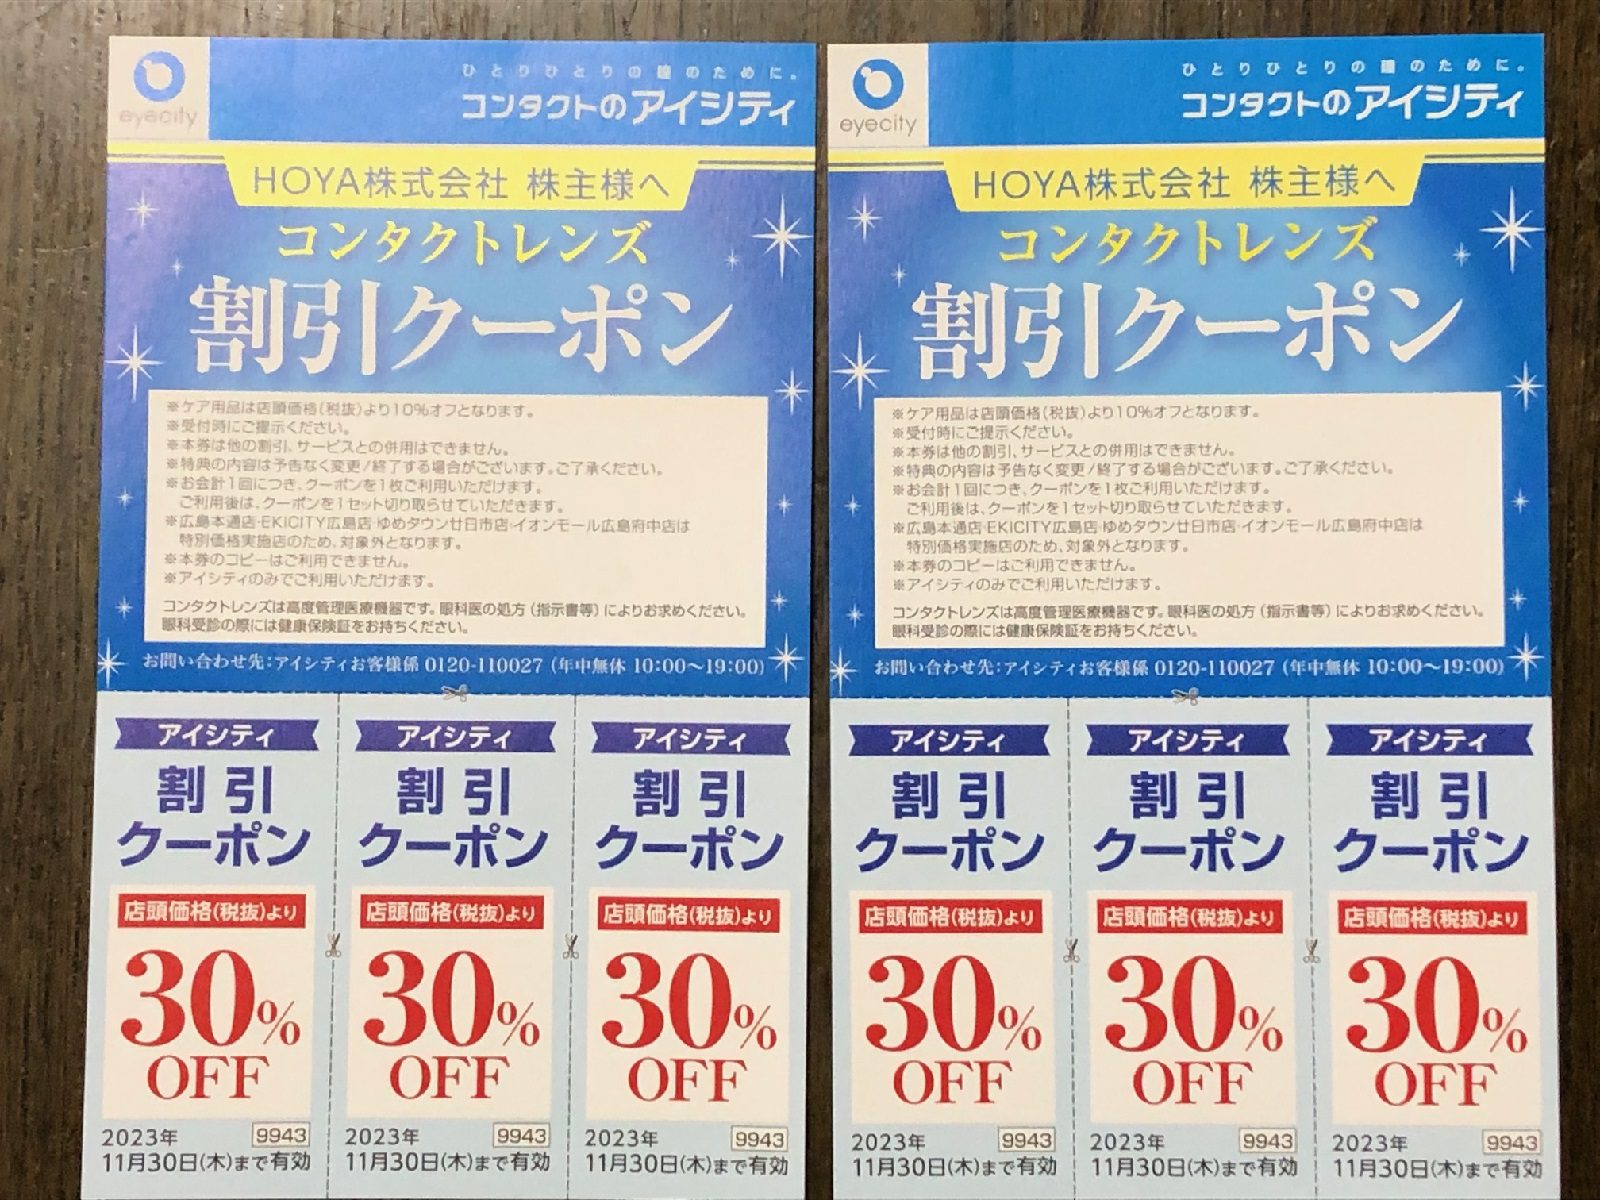 eyecity
ひとりひとりの瞳のために。
コンタクトのアイシティ
HOYA株式会社 株主様へ
コンタクトレンズ
割引クーポン
※ケア用品は店頭価格(税抜)より10%オフとなります。
※受付時にご提示ください。
※本券は他の割引、サービスとの併用はできません。
※特典の内容は予告なく変更/終了する場合がございます。ご了承ください。
※お会計1回につき、クーポンを1枚ご利用いただけます。
ご利用後は、クーポンを1セット切り取らせていただきます。
※広島本通店・EKICITY広島店・ゆめタウン廿日市店・イオンモール広島府中店は
特別価格実施店のため、対象外となります。
※本券のコピーはご利用できません。
※アイシティのみでご利用いただけます。
コンタクトレンズは高度管理医療機器です。眼科医の処方(指示書等)によりお求めください。
眼科受診の際には健康保険証をお持ちください。
お問い合わせ先:アイシティお客様係 0120-110027 (年中無休 10:00〜19:00)
アイシティ
割引
クーポン
店頭価格(税抜)より
30%
OFF
2023年 9943
11月30日(木)まで有効
アイシティ
割引
クーポン
店頭価格(税抜)より
30%
OFF
2023年 9943
11月30日(木)まで有効
アイシティ
割引
クーポン
店頭価格(税抜)より
30%
OFF
2023年 9943
11月30日(木)まで有効
eyecity
ひとりひとりの瞳のために。
コンタクトのアイシティ
HOYA株式会社 株主様へ
コンタクトレンズ
割引クーポン
※ケア用品は店頭価格(税抜)より10%オフとなります。
※受付時にご提示ください。
※本券は他の割引、サービスとの併用はできません。
※特典の内容は予告なく変更/終了する場合がございます。ご了承ください。
※お会計1回につき、クーポンを1枚ご利用いただけます。
ご利用後は、クーポンを1セット切り取らせていただきます。
※広島本通店・EKICITY広島店・ゆめタウン廿日市店・イオンモール広島府中店は
特別価格実施店のため、対象外となります。
※本券のコピーはご利用できません。
※アイシティのみでご利用いただけます。
コンタクトレンズは高度管理医療機器です。眼科医の処方(指示書等)によりお求めください。
眼科受診の際には健康保険証をお持ちください。
お問い合わせ先:アイシティお客様係 0120-110027 (年中無休 10:00〜19:00)
アイシティ
割引
クーポン
店頭価格(税抜)より
30%
OFF
2023年 9943
11月30日(木)まで有効
アイシティ
割引
クーポン
店頭価格(税抜)より
30%
OFF
2023年 9943
11月30日(木)まで有効
アイシティ
割引
クーポン
店頭価格(税抜)より
30%
OFF
2023年 9943
11月30日(木)まで有効